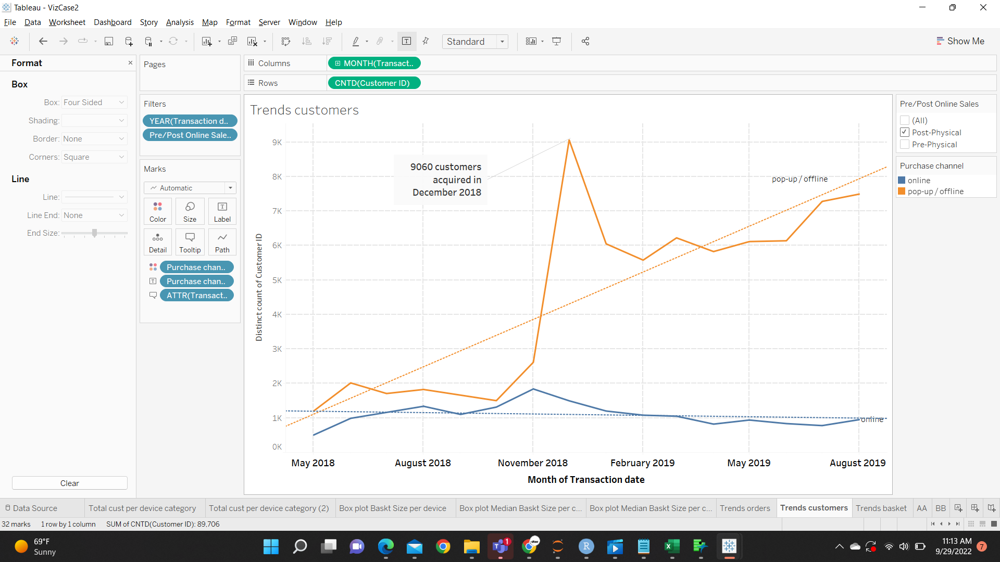 Tableau - VizCase2
File Data Worksheet Dashboard Story Analysis Map Format Server Window Help
Standard
Show Me
Format
Box
Box: Four Sided
Shading:
Border: None
Corners: Square
Line
Line:
Line End: None
End Size:
Clear
Pages
Filters
YEAR(Transaction d..
Pre/Post Online Sale..
Marks
Automatic
Color Size Label
Detail Tooltip Path
Purchase chan..
Purchase chan..
ATTR(Transact..
Columns MONTH(Transact..
Rows CNTD(Customer ID)
Trends customers
Distinct count of Customer ID
9K
8K
7K
6K
5K
4K
3K
2K
1K
0K
9060 customers
acquired in
December 2018
pop-up / offline
online
May 2018 August 2018 November 2018 February 2019 May 2019 August 2019
Month of Transaction date
Pre/Post Online Sales
(All)
Post-Physical
Pre-Physical
Purchase channel
online
pop-up / offline
Data Source Total cust per device category Total cust per device category (2) Box plot Baskt Size per device Box plot Median Baskt Size per c... Box plot Median Baskt Size per c... Trends orders Trends customers Trends basket AA BB
32 marks 1 row by 1 column SUM of CNTD(Customer ID): 89,706
69°F
Sunny
1
R
11:13 AM
9/29/2022
7